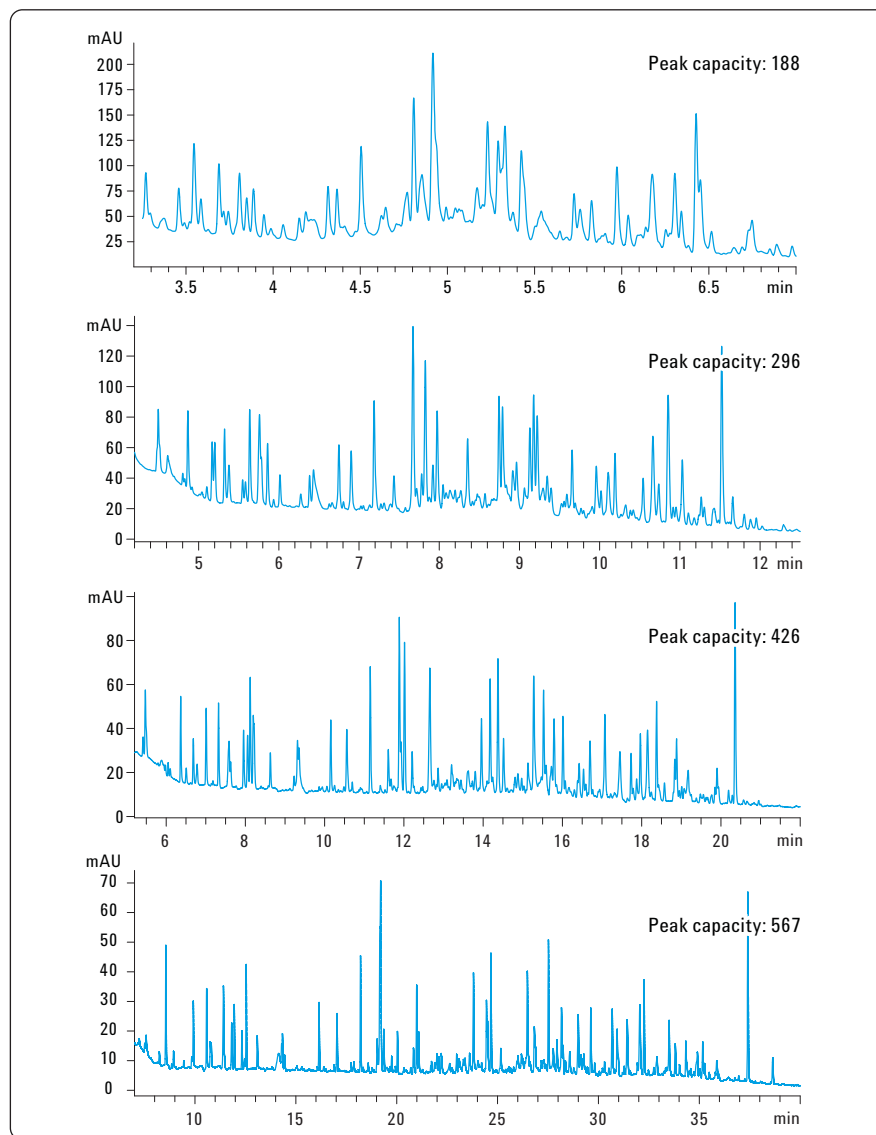 mAU
Peak capacity: 188
200
175
150
125
100
75
50
25
3.5 4 4.5 5 5.5 6 6.5 min
mAU
Peak capacity: 296
120
100
80
60
40
20
0
5 6 7 8 9 10 11 12 min
mAU
Peak capacity: 426
80
60
40
20
0
6 8 10 12 14 16 18 20
min
mAU
70
Peak capacity: 567
60
50
40
30
20
10
0
10 15 20 25 30 35 min